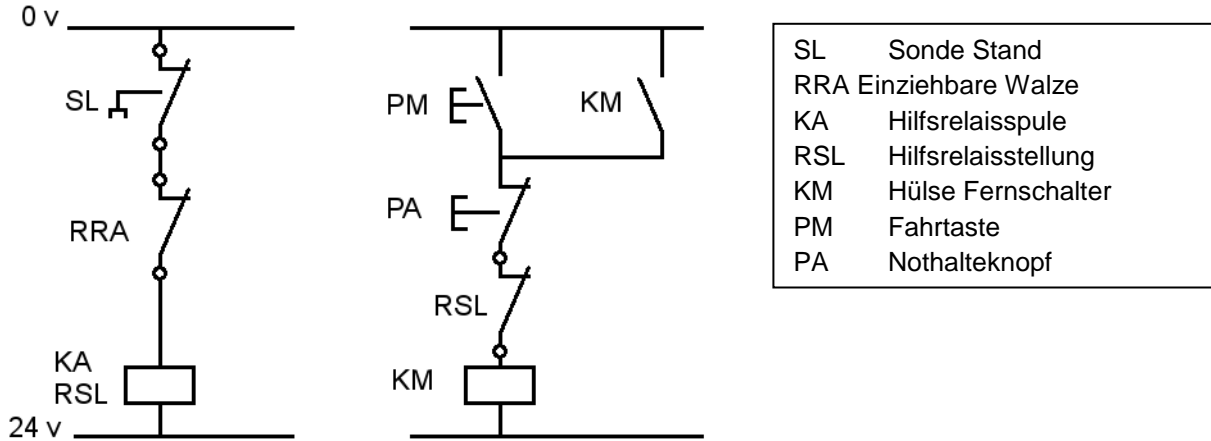 0 v
SL
RRA
KA
RSL
24 v
PM
KM
PA
RSL
KM
SL Sonde Stand
RRA Einziehbare Walze
KA Hilfsrelaisspule
RSL Hilfsrelaisstellung
KM Hülse Fernschalter
PM Fahrtaste
PA Nothalteknopf